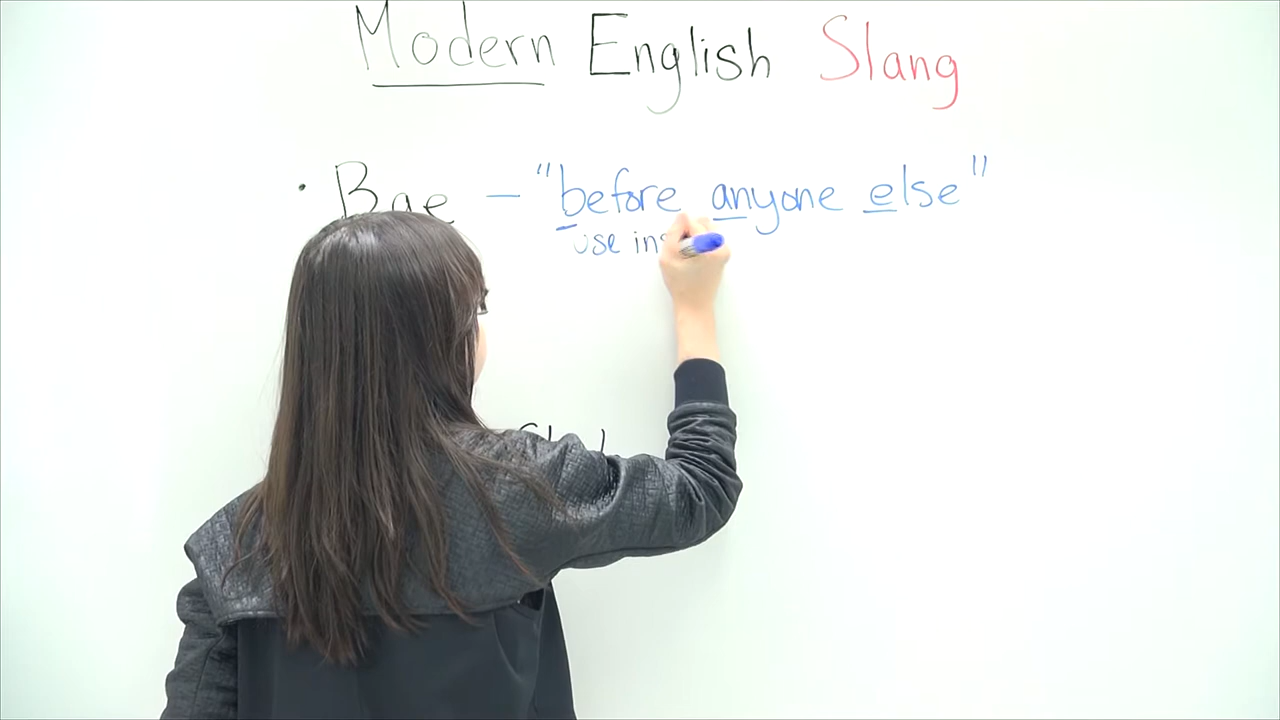 Modern English Slang
• Bae – "before anyone else"
use ins